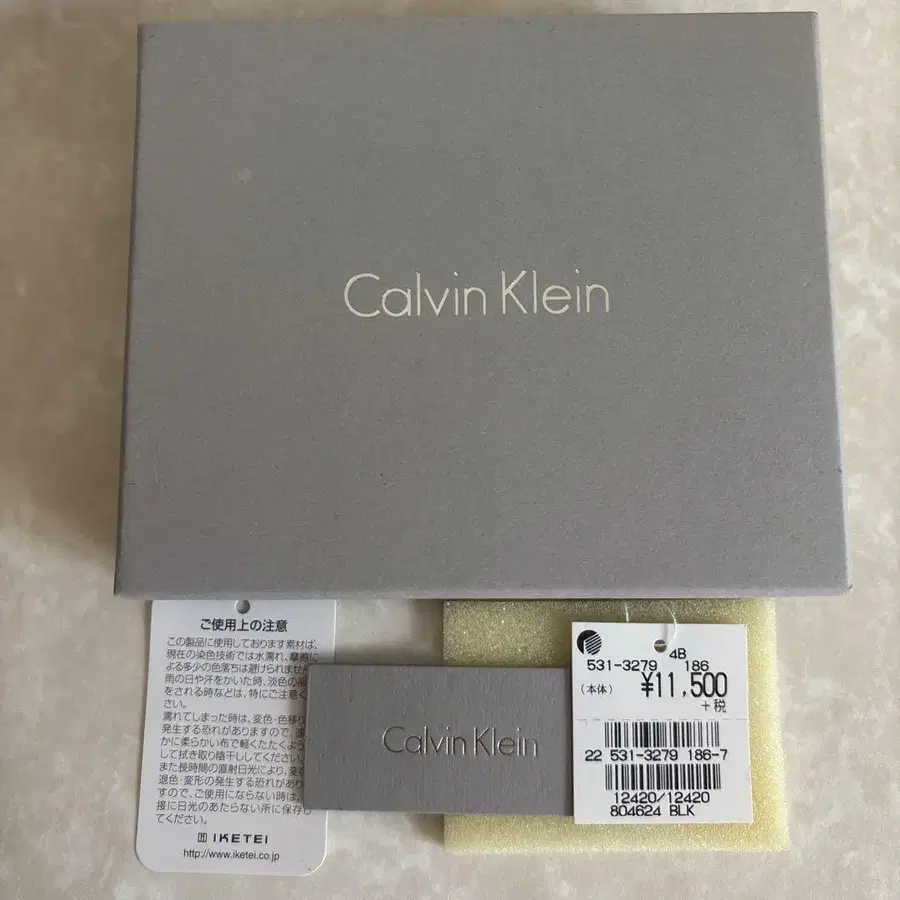 Calvin Klein
ご使用上の注意
この製品に使用しております素材は、
現在の染色技術では水濡れ、摩擦に
よる多少の色落ちは避けられません
雨の日や汗をかいた時、淡色の
をされる時などは、特にご注意く
さい。
濡れてしまった時は、変色・色移り
発生する恐れがありますので、
かに柔らかい布で軽くたたくよう
して拭き取り陰干ししてください。
また長時間の直射日光により、変
退色・変形の発生する恐れがあり
すので、ご使用にならない時は、
接に日光のあたらない所に保存し
てください。
IKETEI
http://www.iketei.co.jp
Calvin Klein
4B
531-3279 186
(本体) ¥11,500
+税
22 531-3279 186-7
12420/12420
804624 BLK